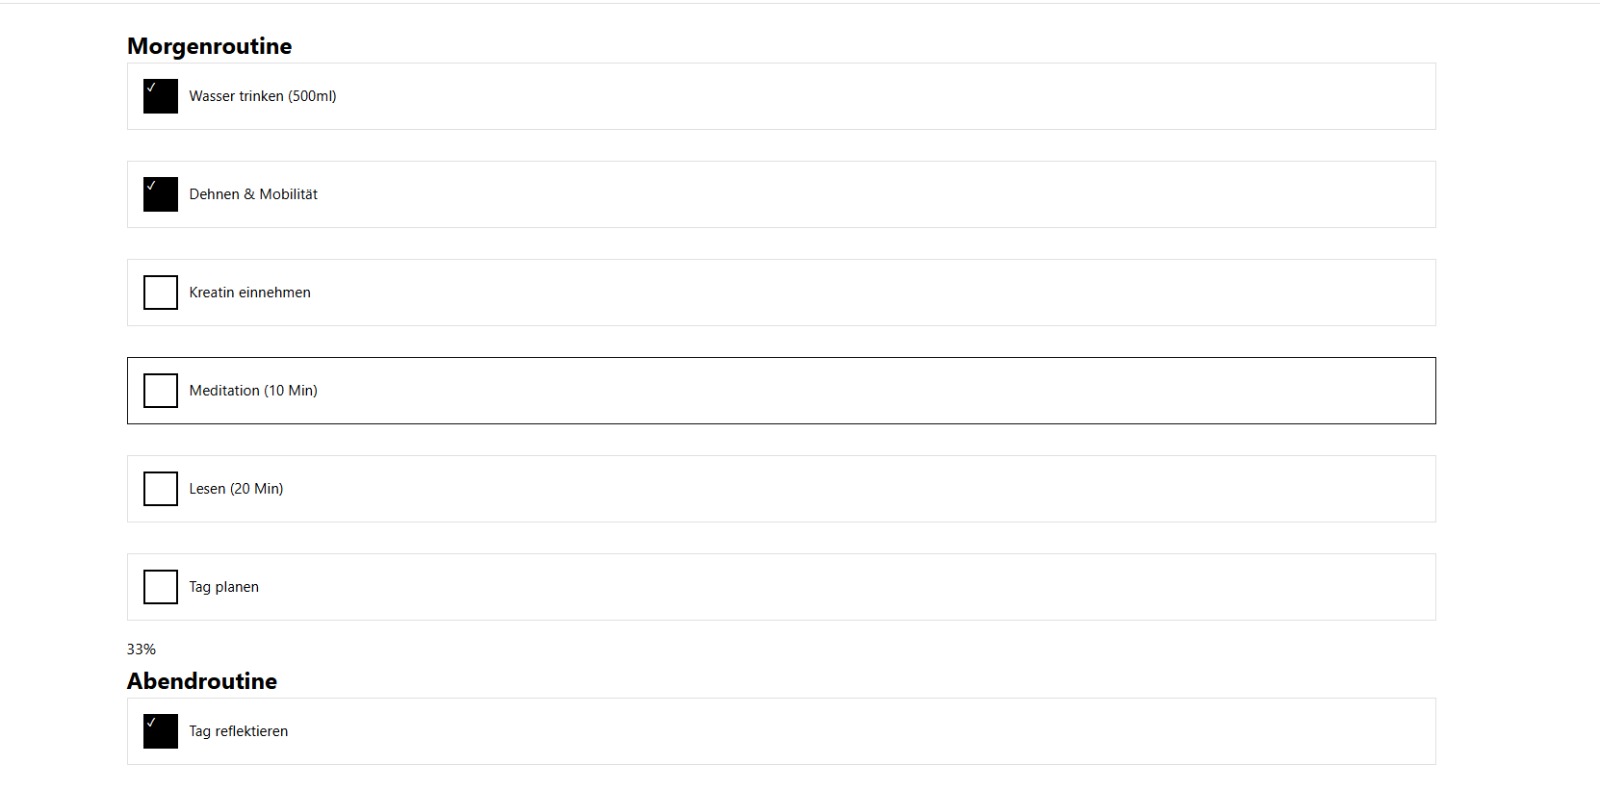 Morgenroutine
✓ Wasser trinken (500ml)
✓ Dehnen & Mobilität
Kreatin einnehmen
Meditation (10 Min)
Lesen (20 Min)
Tag planen
33%
Abendroutine
✓ Tag reflektieren